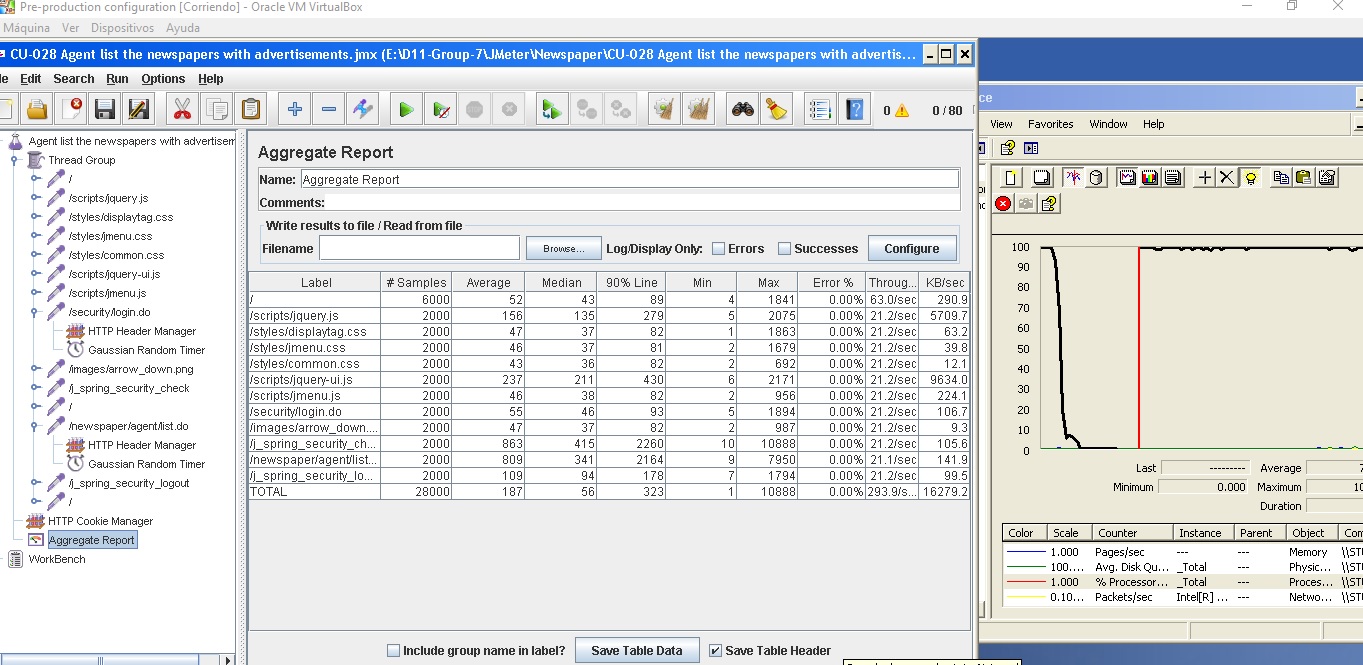 Pre-production configuration [Corriendo] - Oracle VM VirtualBox
Máquina Ver Dispositivos Ayuda
CU-028 Agent list the newspapers with advertisements.jmx (E:\D11-Group-7\JMeter\Newspaper\CU-028 Agent list the newspapers with advertis...
le Edit Search Run Options Help
0 0 / 80
Agent list the newspapers with advertisem
Thread Group
/
/scripts/jquery.js
/styles/displaytag.css
/styles/jmenu.css
/styles/common.css
/scripts/jquery-ui.js
/scripts/jmenu.js
/security/login.do
HTTP Header Manager
Gaussian Random Timer
/images/arrow_down.png
/j_spring_security_check
/
/newspaper/agent/list.do
HTTP Header Manager
Gaussian Random Timer
/j_spring_security_logout
/
HTTP Cookie Manager
Aggregate Report
WorkBench
Aggregate Report
Name: Aggregate Report
Comments:
Write results to file / Read from file
Filename Browse... Log/Display Only: Errors Successes Configure
Label # Samples Average Median 90% Line Min Max Error % Throug... KB/sec
/ 6000 52 43 89 4 1841 0.00% 63.0/sec 290.9
/scripts/jquery.js 2000 156 135 279 5 2075 0.00% 21.2/sec 5709.7
/styles/displaytag.css 2000 47 37 82 1 1863 0.00% 21.2/sec 63.2
/styles/jmenu.css 2000 46 37 81 2 1679 0.00% 21.2/sec 39.8
/styles/common.css 2000 43 36 82 2 692 0.00% 21.2/sec 12.1
/scripts/jquery-ui.js 2000 237 211 430 6 2171 0.00% 21.2/sec 9634.0
/scripts/jmenu.js 2000 46 38 82 2 956 0.00% 21.2/sec 224.1
/security/login.do 2000 55 46 93 5 1894 0.00% 21.2/sec 106.7
/images/arrow_down.... 2000 47 37 82 2 987 0.00% 21.2/sec 9.3
/j_spring_security_ch... 2000 863 415 2260 10 10888 0.00% 21.2/sec 105.6
/newspaper/agent/list... 2000 809 341 2164 9 7950 0.00% 21.1/sec 141.9
/j_spring_security_lo... 2000 109 94 178 7 1794 0.00% 21.2/sec 99.5
TOTAL 28000 187 56 323 1 10888 0.00% 293.9/s... 16279.2
Include group name in label? Save Table Data Save Table Header
ce
View Favorites Window Help
100
90
80
70
60
50
40
30
20
10
0
Last --------- Average 7
Minimum 0.000 Maximum 10
Duration
Color Scale Counter Instance Parent Object Com
1.000 Pages/sec --- --- Memory \\STU
100.... Avg. Disk Qu... _Total --- Physic... \\STU
1.000 % Processor... _Total --- Proces... \\STU
0.10... Packets/sec Intel[R] ... --- Netwo... \\STU